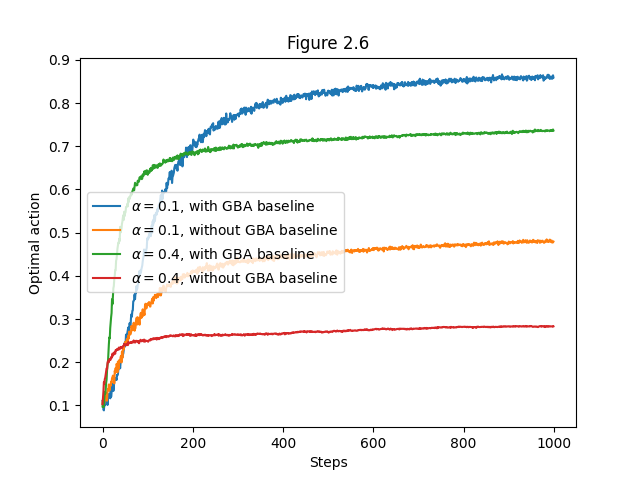 Figure 2.6
0.9
0.8
0.7
0.6
0.5
0.4
0.3
0.2
0.1
Optimal action
α = 0.1, with GBA baseline
α = 0.1, without GBA baseline
α = 0.4, with GBA baseline
α = 0.4, without GBA baseline
0 200 400 600 800 1000
Steps